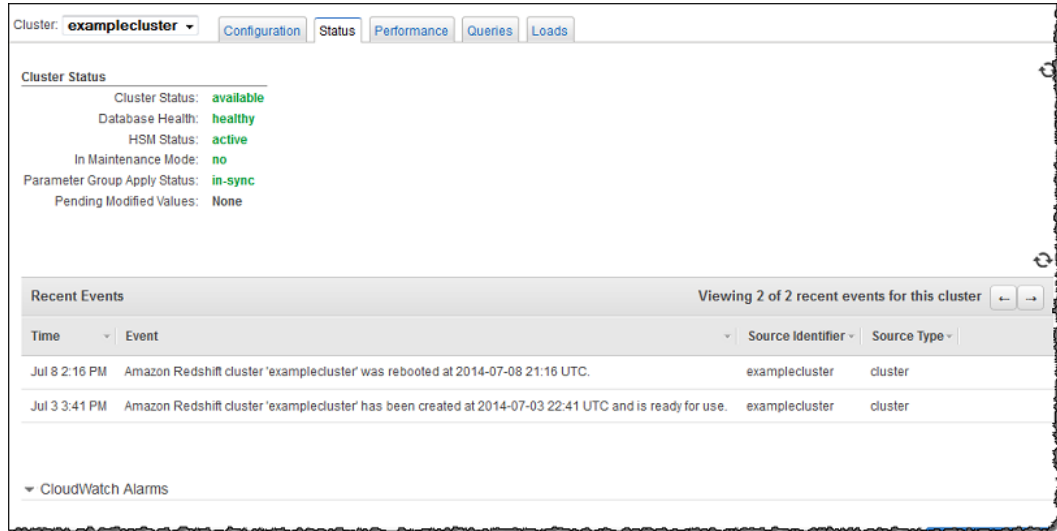 Cluster: examplecluster
Configuration Status Performance Queries Loads
Cluster Status
Cluster Status: available
Database Health: healthy
HSM Status: active
In Maintenance Mode: no
Parameter Group Apply Status: in-sync
Pending Modified Values: None
Recent Events Viewing 2 of 2 recent events for this cluster ← →
Time Event Source Identifier Source Type
Jul 8 2:16 PM Amazon Redshift cluster 'examplecluster' was rebooted at 2014-07-08 21:16 UTC. examplecluster cluster
Jul 3 3:41 PM Amazon Redshift cluster 'examplecluster' has been created at 2014-07-03 22:41 UTC and is ready for use. examplecluster cluster
CloudWatch Alarms